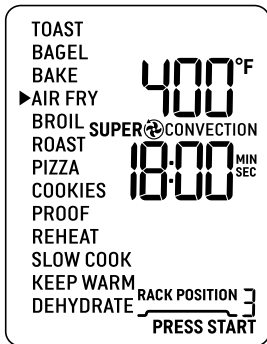 TOAST
BAGEL
BAKE
400°F
▶AIR FRY
BROIL
SUPER CONVECTION
ROAST
PIZZA
18:00 MIN SEC
COOKIES
PROOF
REHEAT
SLOW COOK
KEEP WARM
DEHYDRATE
RACK POSITION 3
PRESS START